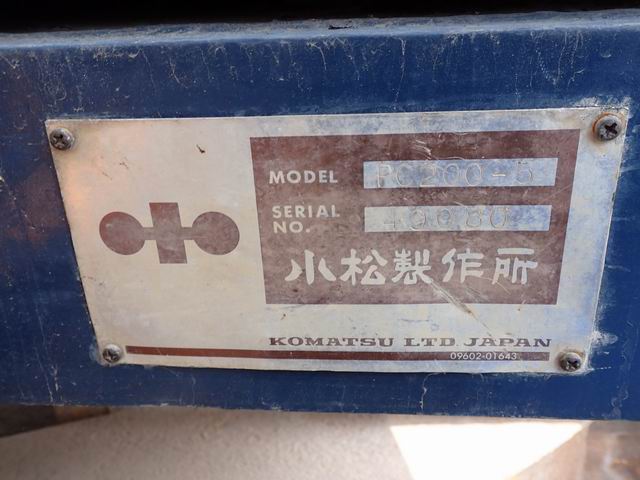 MODEL PC200-5
SERIAL NO.
小松製作所
KOMATSU LTD. JAPAN
09602-01643